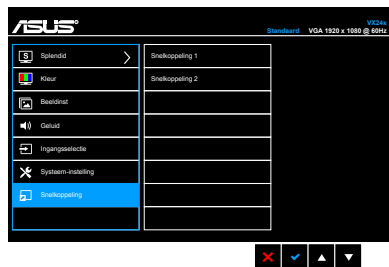 ASUS
VX24x
Standaard VGA 1920 x 1080 @ 60Hz
S Splendid
Snelkoppeling 1
Kleur
Snelkoppeling 2
Beeldinst
Geluid
Ingangsselectie
Systeem-instelling
Snelkoppeling